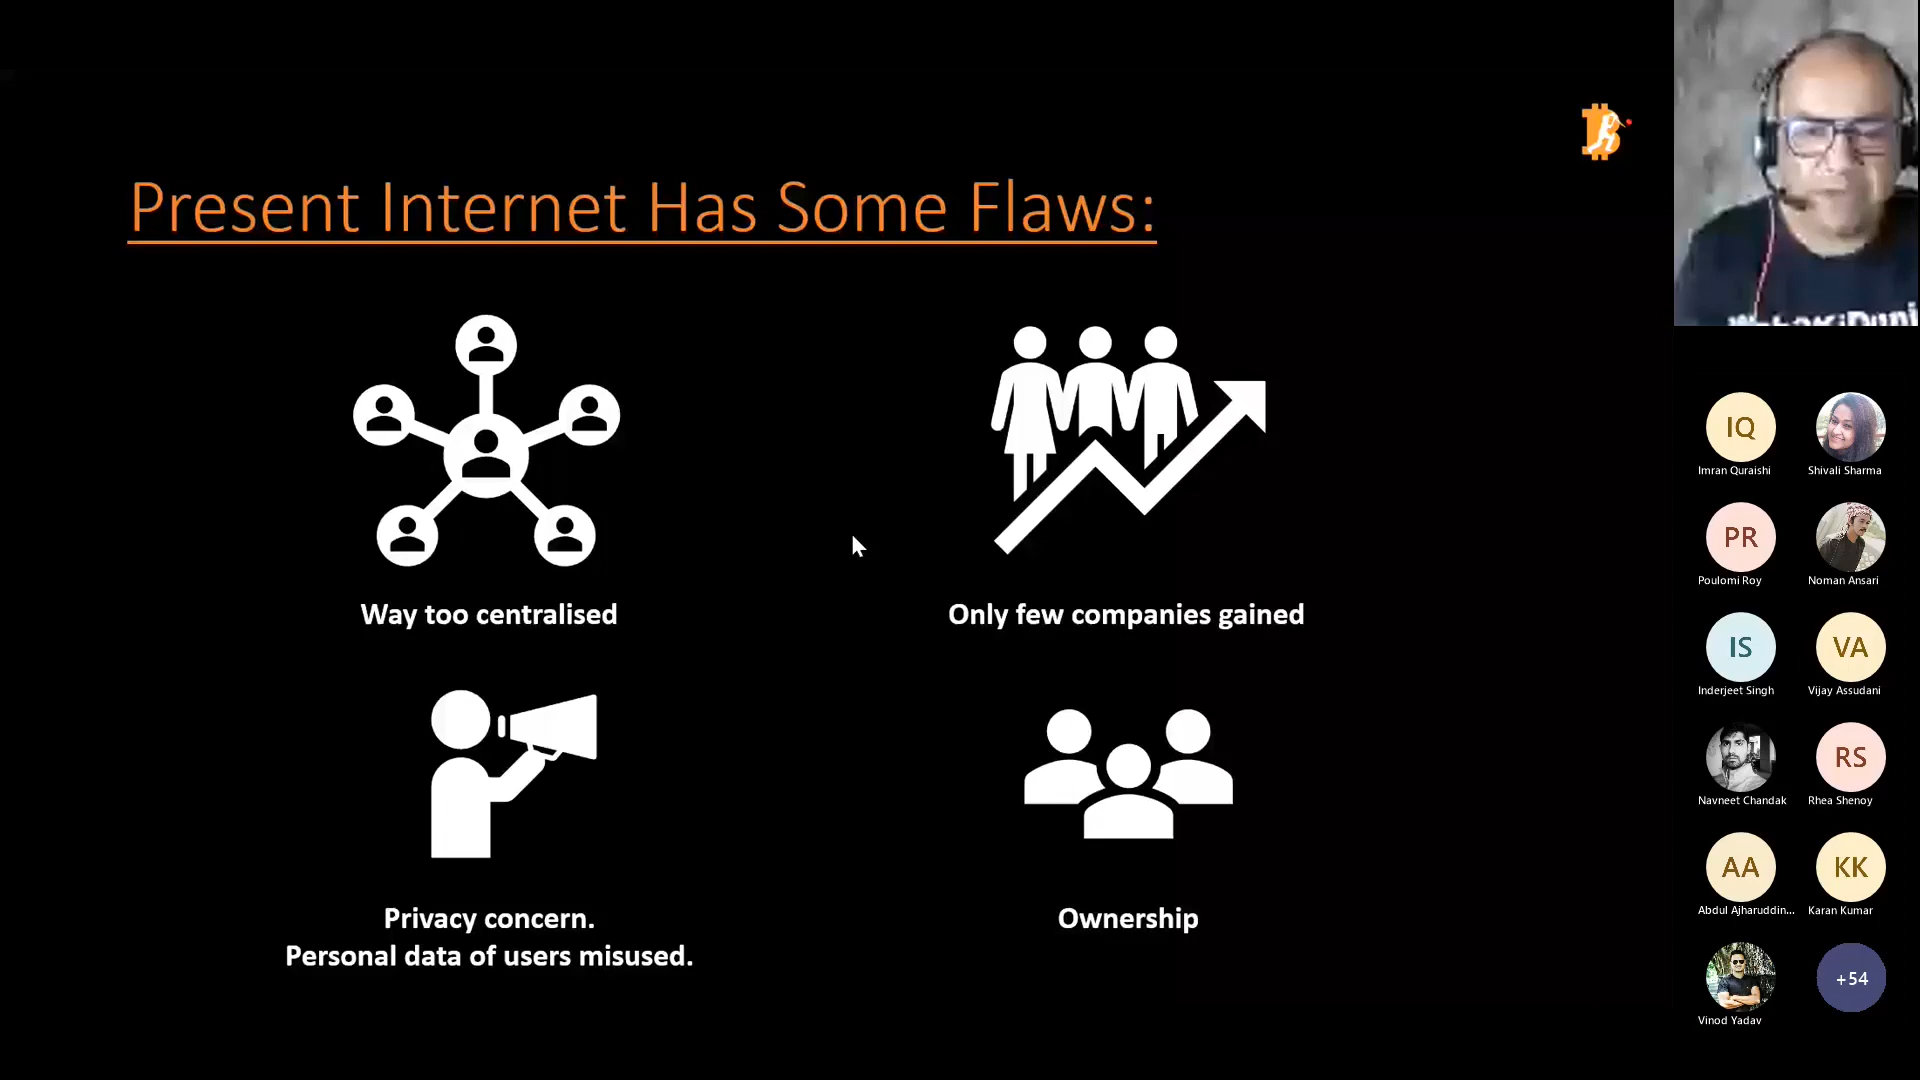 Present Internet Has Some Flaws:
Way too centralised
Only few companies gained
Privacy concern.
Personal data of users misused.
Ownership
IQ
Imran Quraishi
Shivali Sharma
PR
Poulomi Roy
Noman Ansari
IS
Inderjeet Singh
VA
Vijay Assudani
Navneet Chandak
RS
Rhea Shenoy
AA
Abdul Ajharuddin...
KK
Karan Kumar
Vinod Yadav
+54